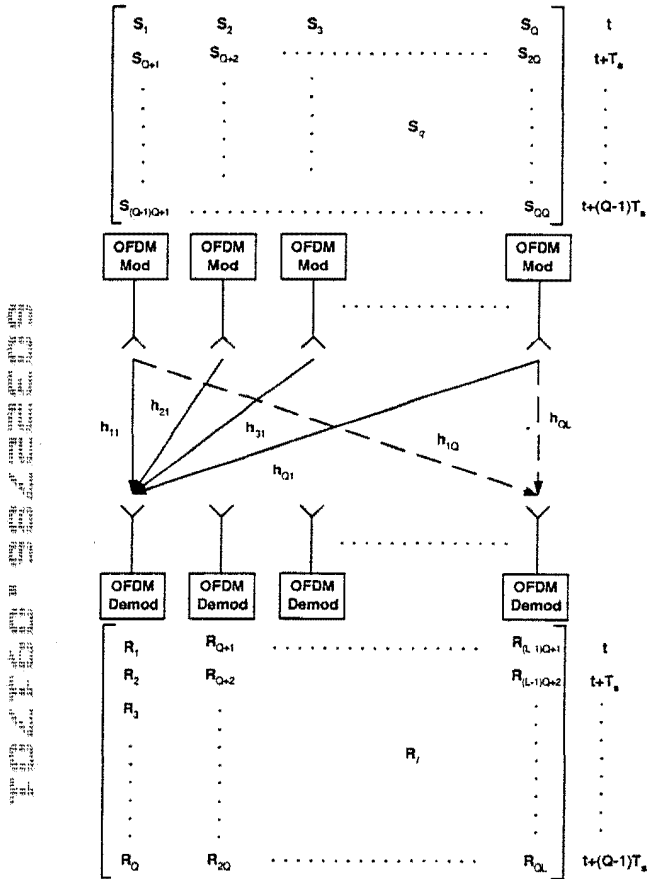 S1 S2 S3 SQ t
SQ+1 SQ+2 S2Q t+Ts
Sq
S(Q-1)Q+1 SQQ t+(Q-1)Ts
OFDM OFDM OFDM OFDM
Mod Mod Mod Mod
h11 h21 h31 hQ1 h1Q hQL
OFDM OFDM OFDM OFDM
Demod Demod Demod Demod
R1 RQ+1 R(L-1)Q+1 t
R2 RQ+2 R(L-1)Q+2 t+Ts
R3
Rl
RQ R2Q RQL t+(Q-1)Ts